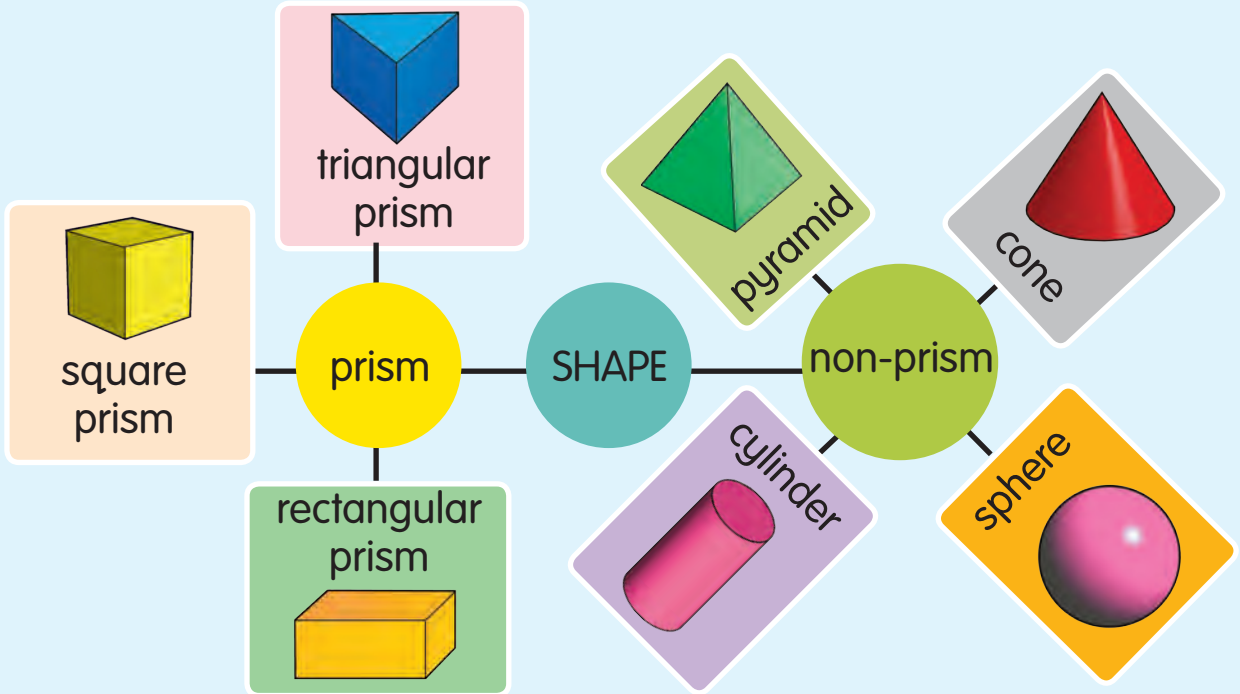 triangular
prism
square
prism
prism
rectangular
prism
SHAPE
pyramid
cone
non-prism
cylinder
sphere